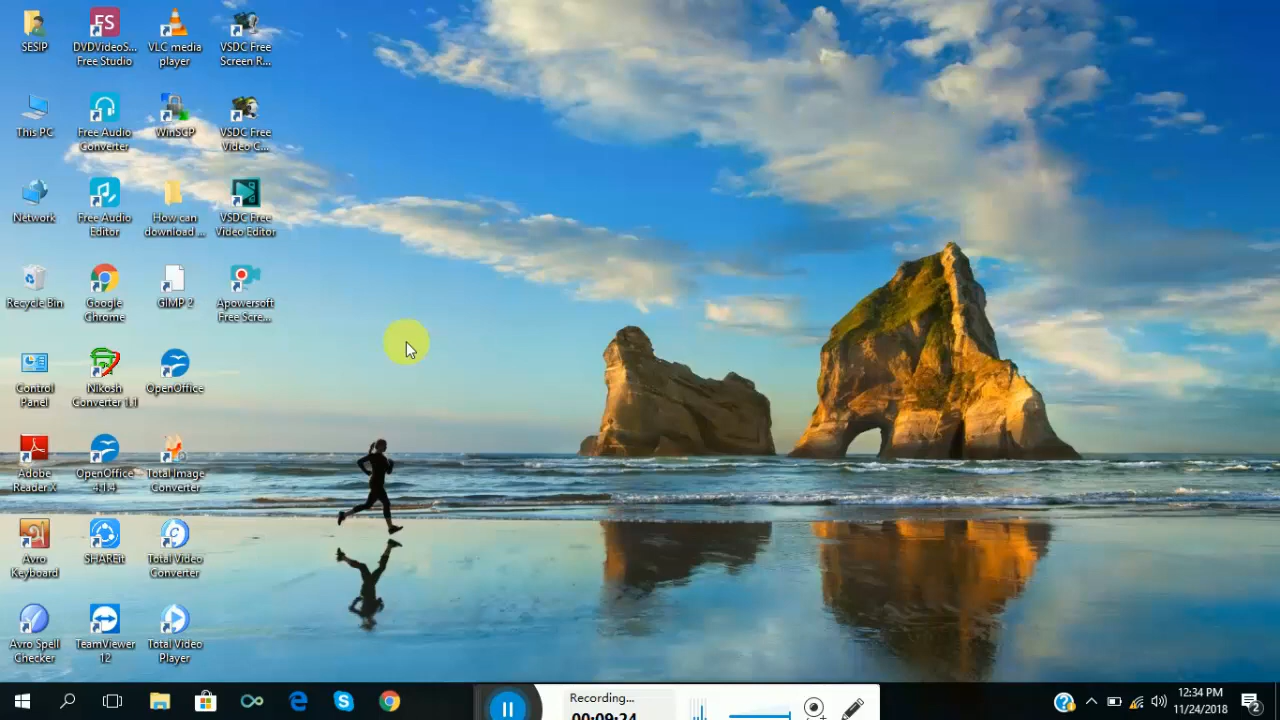 SESIP
FS
DVDVideoS...
Free Studio
VLC media
player
VSDC Free
Screen R...
This PC
Free Audio
Converter
WinSCP
VSDC Free
Video C...
Network
Free Audio
Editor
How can
download ...
VSDC Free
Video Editor
Recycle Bin
Google
Chrome
GIMP 2
Apowersoft
Free Scre...
Control
Panel
Nikosh
Converter 1.1
OpenOffice
Adobe
Reader X
OpenOffice
4.1.4
Total Image
Converter
Avro
Keyboard
SHAREit
Total Video
Converter
Avro Spell
Checker
TeamViewer
12
Total Video
Player
Recording...
00:09:24
12:34 PM
11/24/2018
2